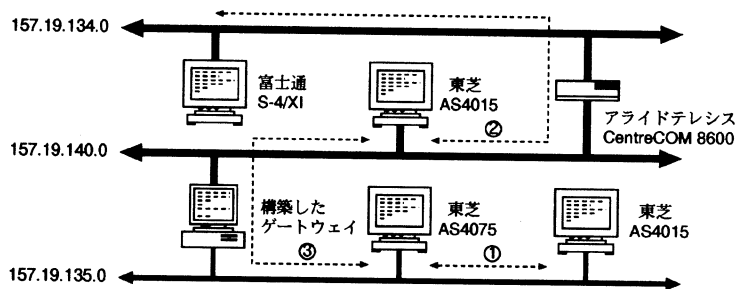 157.19.134.0
富士通
S-4/XI
東芝
AS4015
アライドテレシス
CentreCOM 8600
②
157.19.140.0
構築した
ゲートウェイ
③
東芝
AS4075
①
東芝
AS4015
157.19.135.0